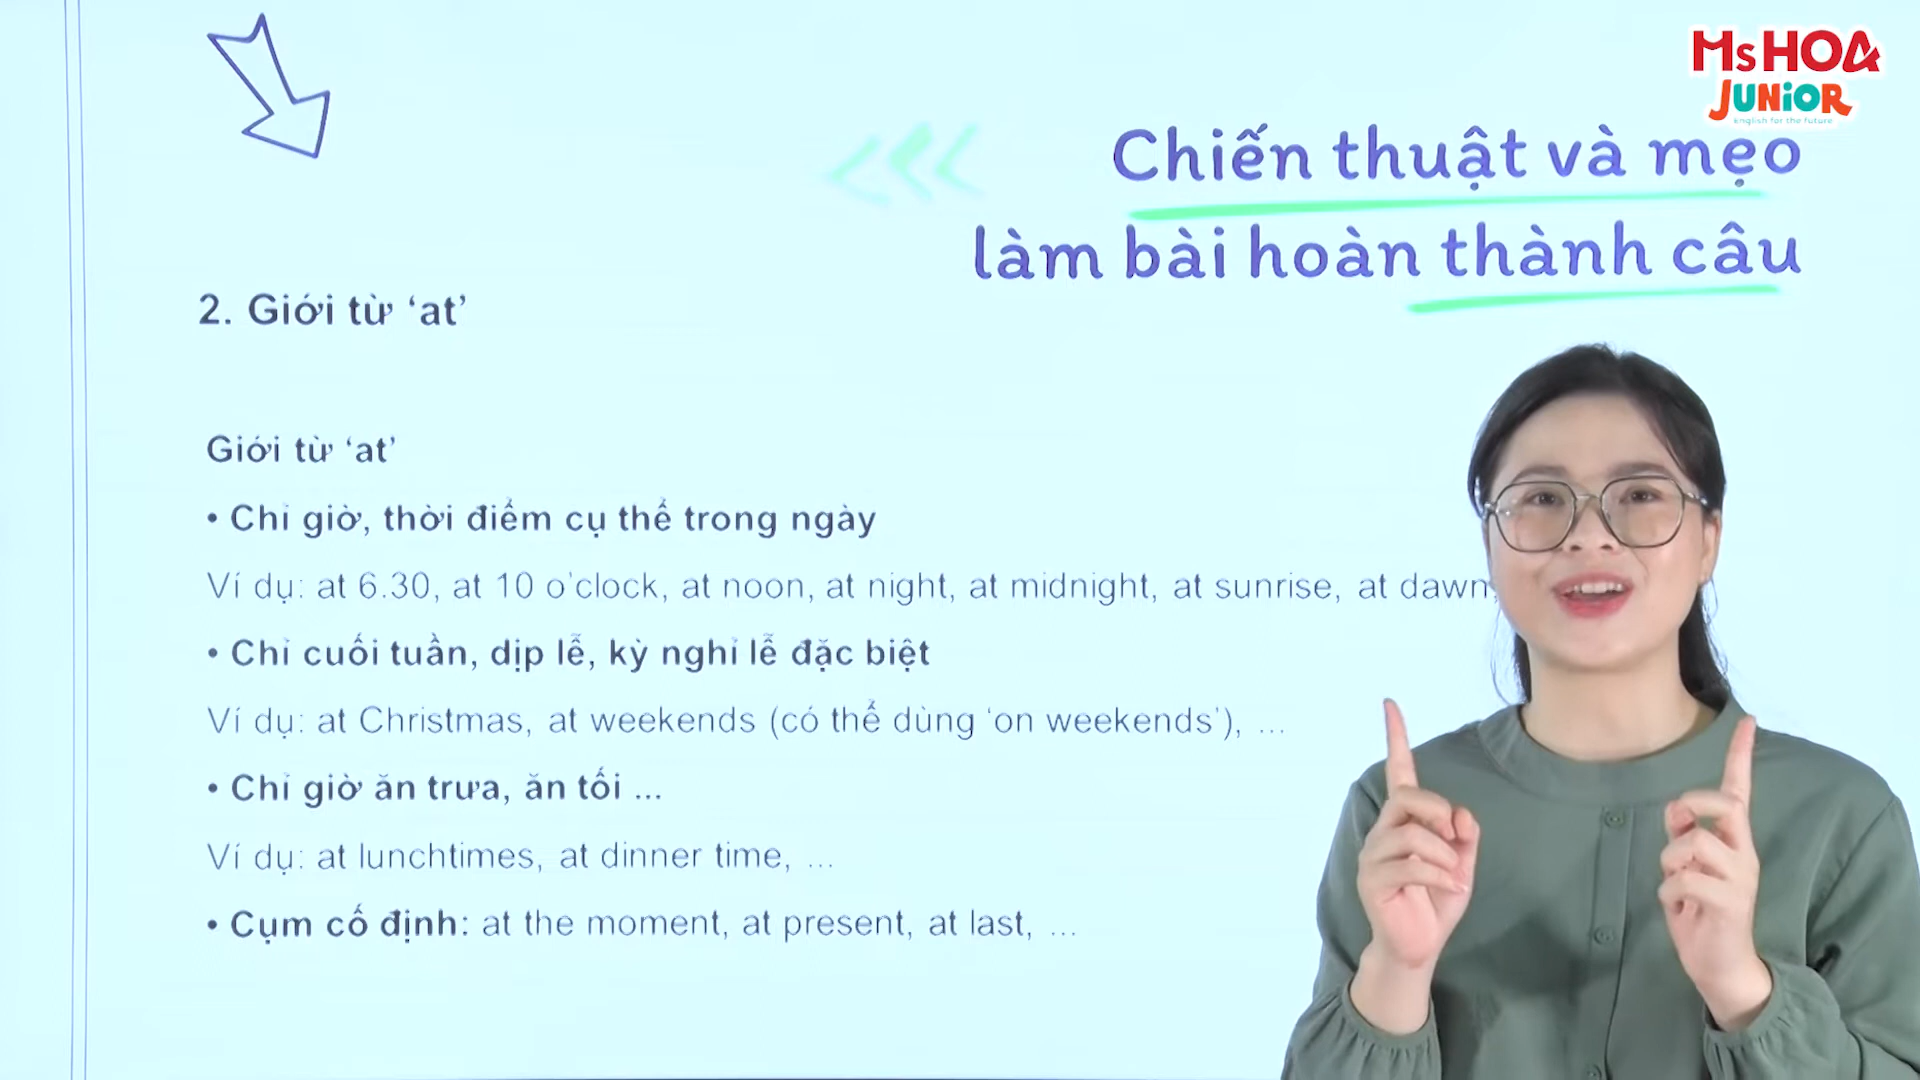 Ms HOA
JUNiOR
English for the future
Chiến thuật và mẹo
làm bài hoàn thành câu
2. Giới từ ‘at’
Giới từ ‘at’
• Chỉ giờ, thời điểm cụ thể trong ngày
Ví dụ: at 6.30, at 10 o’clock, at noon, at night, at midnight, at sunrise, at dawn,
• Chỉ cuối tuần, dịp lễ, kỳ nghỉ lễ đặc biệt
Ví dụ: at Christmas, at weekends (có thể dùng ‘on weekends’), ...
• Chỉ giờ ăn trưa, ăn tối ...
Ví dụ: at lunchtimes, at dinner time, ...
• Cụm cố định: at the moment, at present, at last, ...